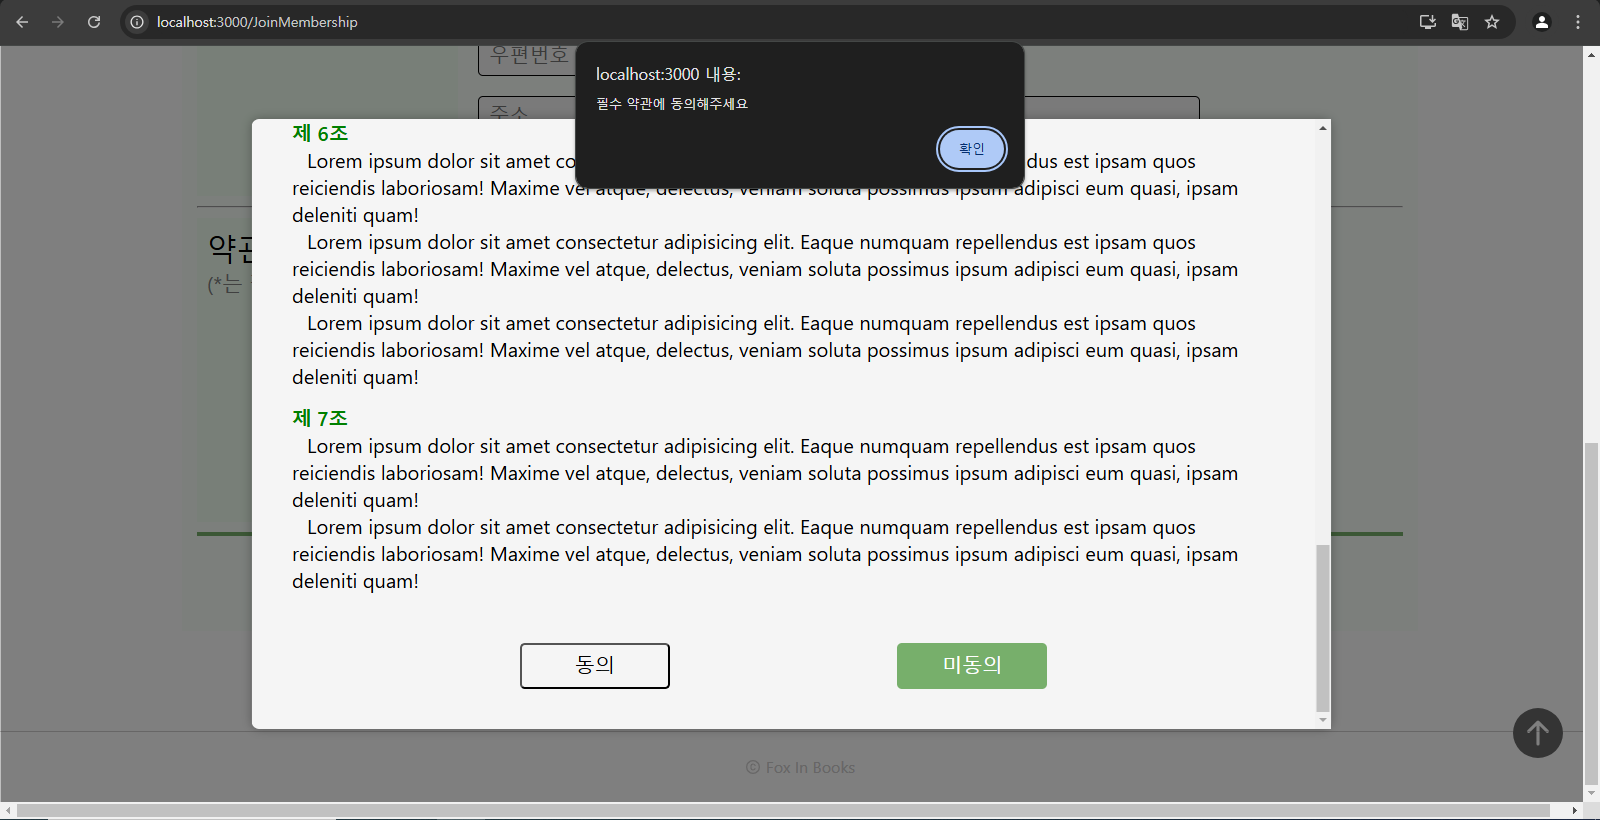 localhost:3000/JoinMembership
우편번호
localhost:3000 내용:
필수 약관에 동의해주세요
확인
주소
제 6조
Lorem ipsum dolor sit amet co
dus est ipsam quos
reiciendis laboriosam! Maxime vel atque, delectus, veniam soluta possimus ipsum adipisci eum quasi, ipsam
deleniti quam!
Lorem ipsum dolor sit amet consectetur adipisicing elit. Eaque numquam repellendus est ipsam quos
reiciendis laboriosam! Maxime vel atque, delectus, veniam soluta possimus ipsum adipisci eum quasi, ipsam
deleniti quam!
Lorem ipsum dolor sit amet consectetur adipisicing elit. Eaque numquam repellendus est ipsam quos
reiciendis laboriosam! Maxime vel atque, delectus, veniam soluta possimus ipsum adipisci eum quasi, ipsam
deleniti quam!
약관
(*는
제 7조
Lorem ipsum dolor sit amet consectetur adipisicing elit. Eaque numquam repellendus est ipsam quos
reiciendis laboriosam! Maxime vel atque, delectus, veniam soluta possimus ipsum adipisci eum quasi, ipsam
deleniti quam!
Lorem ipsum dolor sit amet consectetur adipisicing elit. Eaque numquam repellendus est ipsam quos
reiciendis laboriosam! Maxime vel atque, delectus, veniam soluta possimus ipsum adipisci eum quasi, ipsam
deleniti quam!
동의
미동의
© Fox In Books